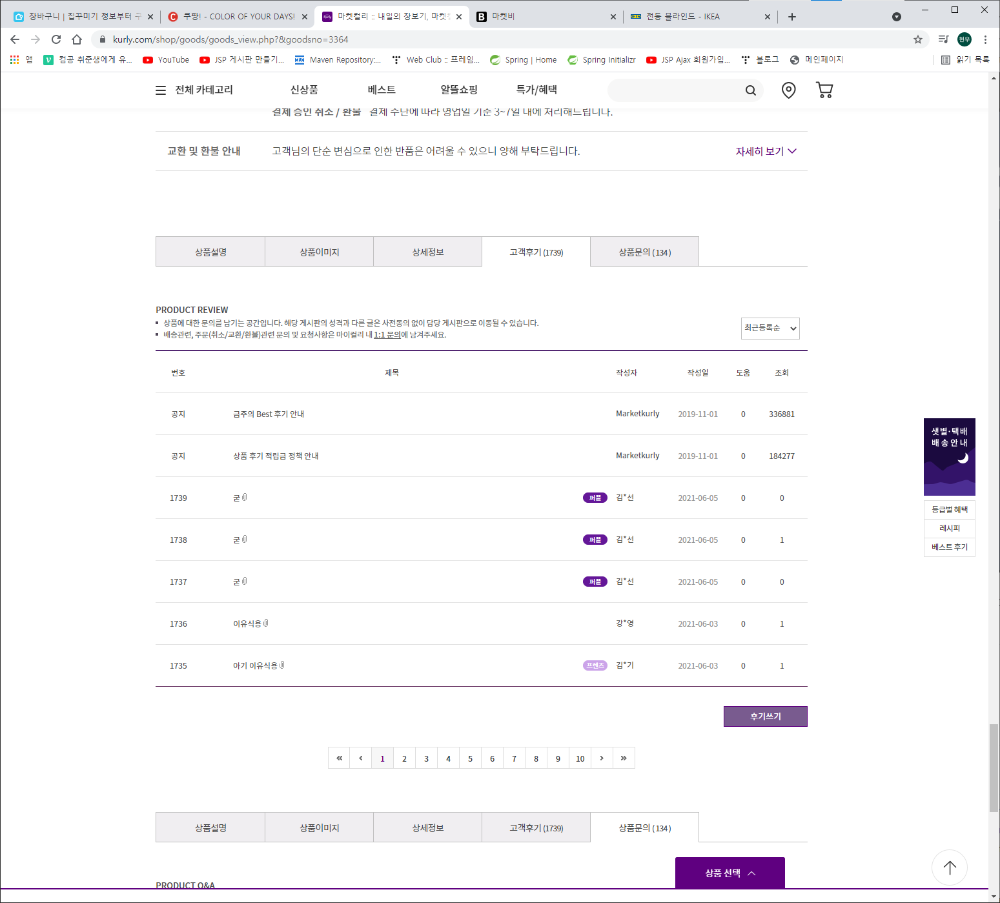 장바구니 | 집꾸미기 정보부터 구
쿠팡! - COLOR OF YOUR DAYS!
마켓컬리 :: 내일의 장보기, 마켓
마켓비
전동 블라인드 - IKEA
kurly.com/shop/goods/goods_view.php?&goodsno=3364
현우
앱
컴공 취준생에게 유...
YouTube
JSP 게시판 만들기...
Maven Repository:...
Web Club :: 프레임...
Spring | Home
Spring Initializr
JSP Ajax 회원가입...
블로그
메인페이지
읽기 목록
전체 카테고리
신상품
베스트
알뜰쇼핑
특가/혜택
결제 승인 취소 / 환불 결제 수단에 따라 영업일 기준 3~7일 내에 처리해드립니다.
교환 및 환불 안내 고객님의 단순 변심으로 인한 반품은 어려울 수 있으니 양해 부탁드립니다. 자세히 보기
상품설명 상품이미지 상세정보 고객후기 (1739) 상품문의 (134)
PRODUCT REVIEW
상품에 대한 문의를 남기는 공간입니다. 해당 게시판의 성격과 다른 글은 사전동의 없이 담당 게시판으로 이동될 수 있습니다.
배송관련, 주문(취소/교환/환불)관련 문의 및 요청사항은 마이컬리 내 1:1 문의에 남겨주세요.
최근등록순
번호 제목 작성자 작성일 도움 조회
공지 금주의 Best 후기 안내 Marketkurly 2019-11-01 0 336881
공지 상품 후기 적립금 정책 안내 Marketkurly 2019-11-01 0 184277
1739 굳 퍼플 김*선 2021-06-05 0 0
1738 굳 퍼플 김*선 2021-06-05 0 1
1737 굳 퍼플 김*선 2021-06-05 0 0
1736 이유식용 강*영 2021-06-03 0 1
1735 아기 이유식용 프렌즈 김*기 2021-06-03 0 1
샛별·택배
배송안내
등급별 혜택
레시피
베스트 후기
후기쓰기
1 2 3 4 5 6 7 8 9 10
상품설명 상품이미지 상세정보 고객후기 (1739) 상품문의 (134)
상품 선택
PRODUCT Q&A